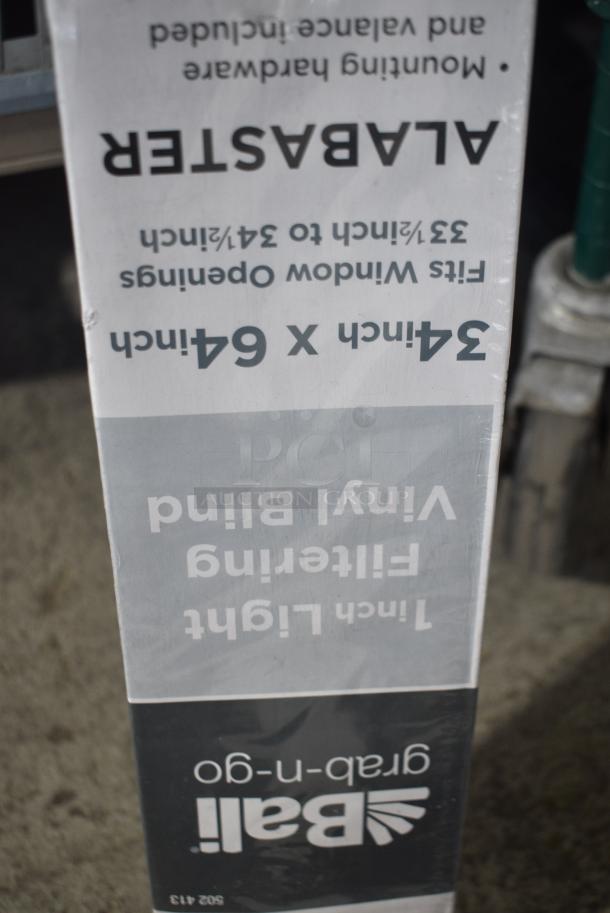 502 413
Bali
grab-n-go
1inch Light
Filtering
Vinyl Blind
34inch X 64inch
Fits Window Openings
33½inch to 34½inch
ALABASTER
• Mounting hardware
and valance included
PCI
AUCTION GROUP